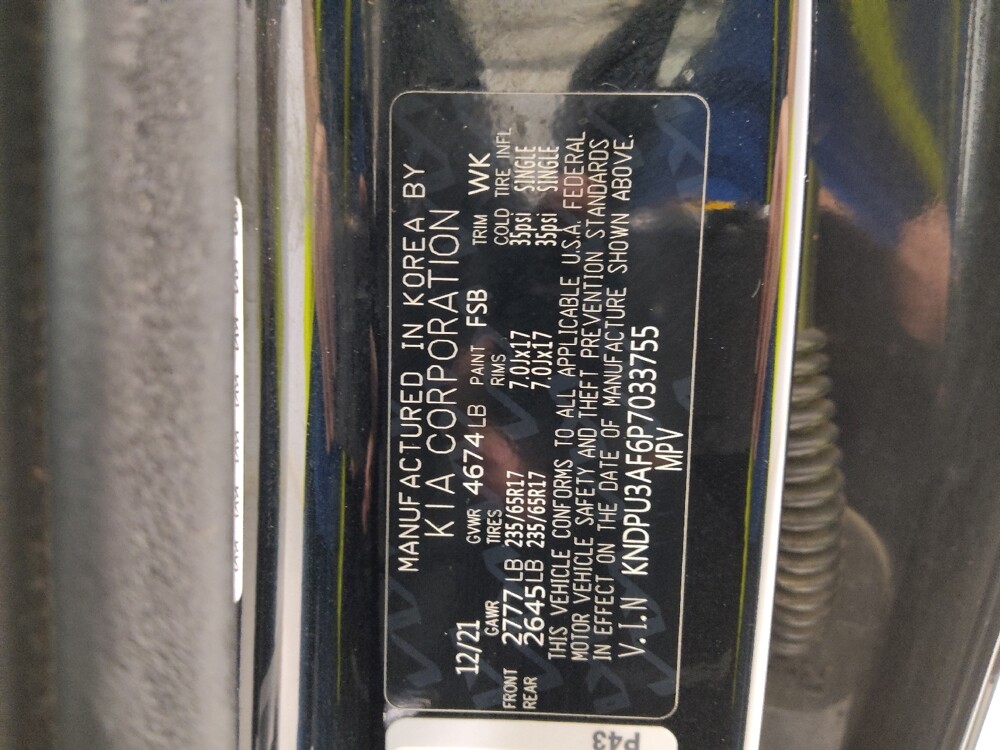 MANUFACTURED IN KOREA BY
KIA CORPORATION
12/21 GVWR 4674LB PAINT FSB TRIM WK
GAWR TIRES RIMS COLD TIRE INFL
FRONT 2777LB 235/65R17 7.0Jx17 35psi SINGLE
REAR 2645LB 235/65R17 7.0Jx17 35psi SINGLE
THIS VEHICLE CONFORMS TO ALL APPLICABLE U.S.A. FEDERAL
MOTOR VEHICLE SAFETY AND THEFT PREVENTION STANDARDS
IN EFFECT ON THE DATE OF MANUFACTURE SHOWN ABOVE.
V.I.N KNDPU3AF6P7033755
MPV
P43